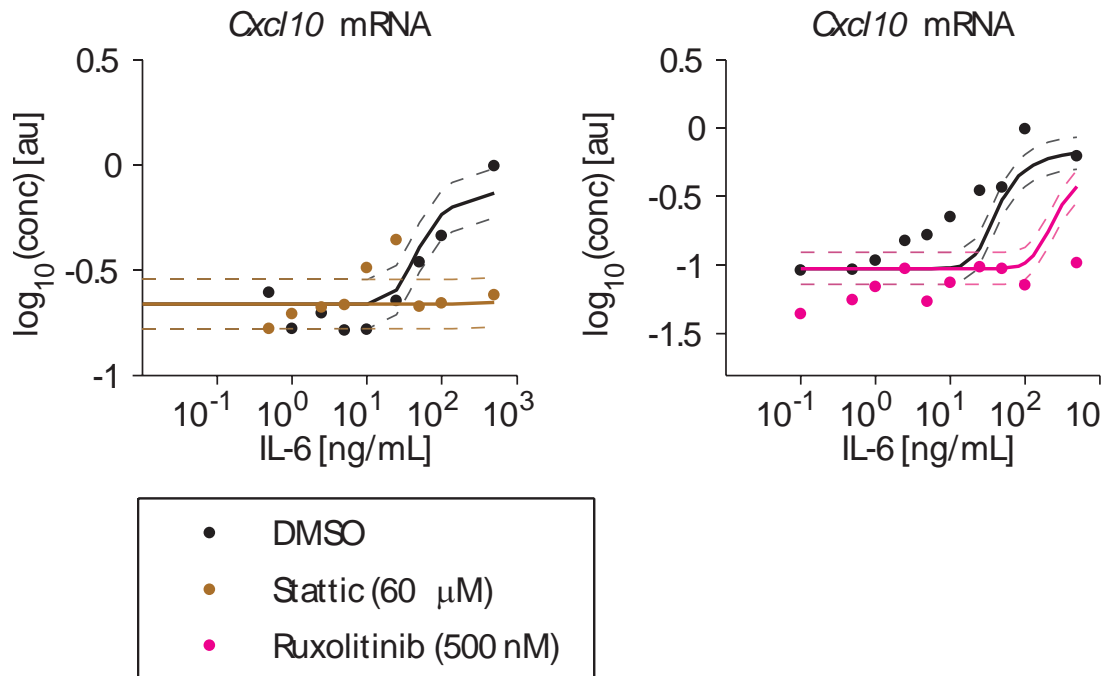 Cxcl10 mRNA
log10(conc) [au]
0.5
0
-0.5
-1
10-1 100 101 102 103
IL-6 [ng/mL]
Cxcl10 mRNA
log10(conc) [au]
0.5
0
-0.5
-1
-1.5
10-1 100 101 102 10
IL-6 [ng/mL]
DMSO
Stattic (60 μM)
Ruxolitinib (500 nM)